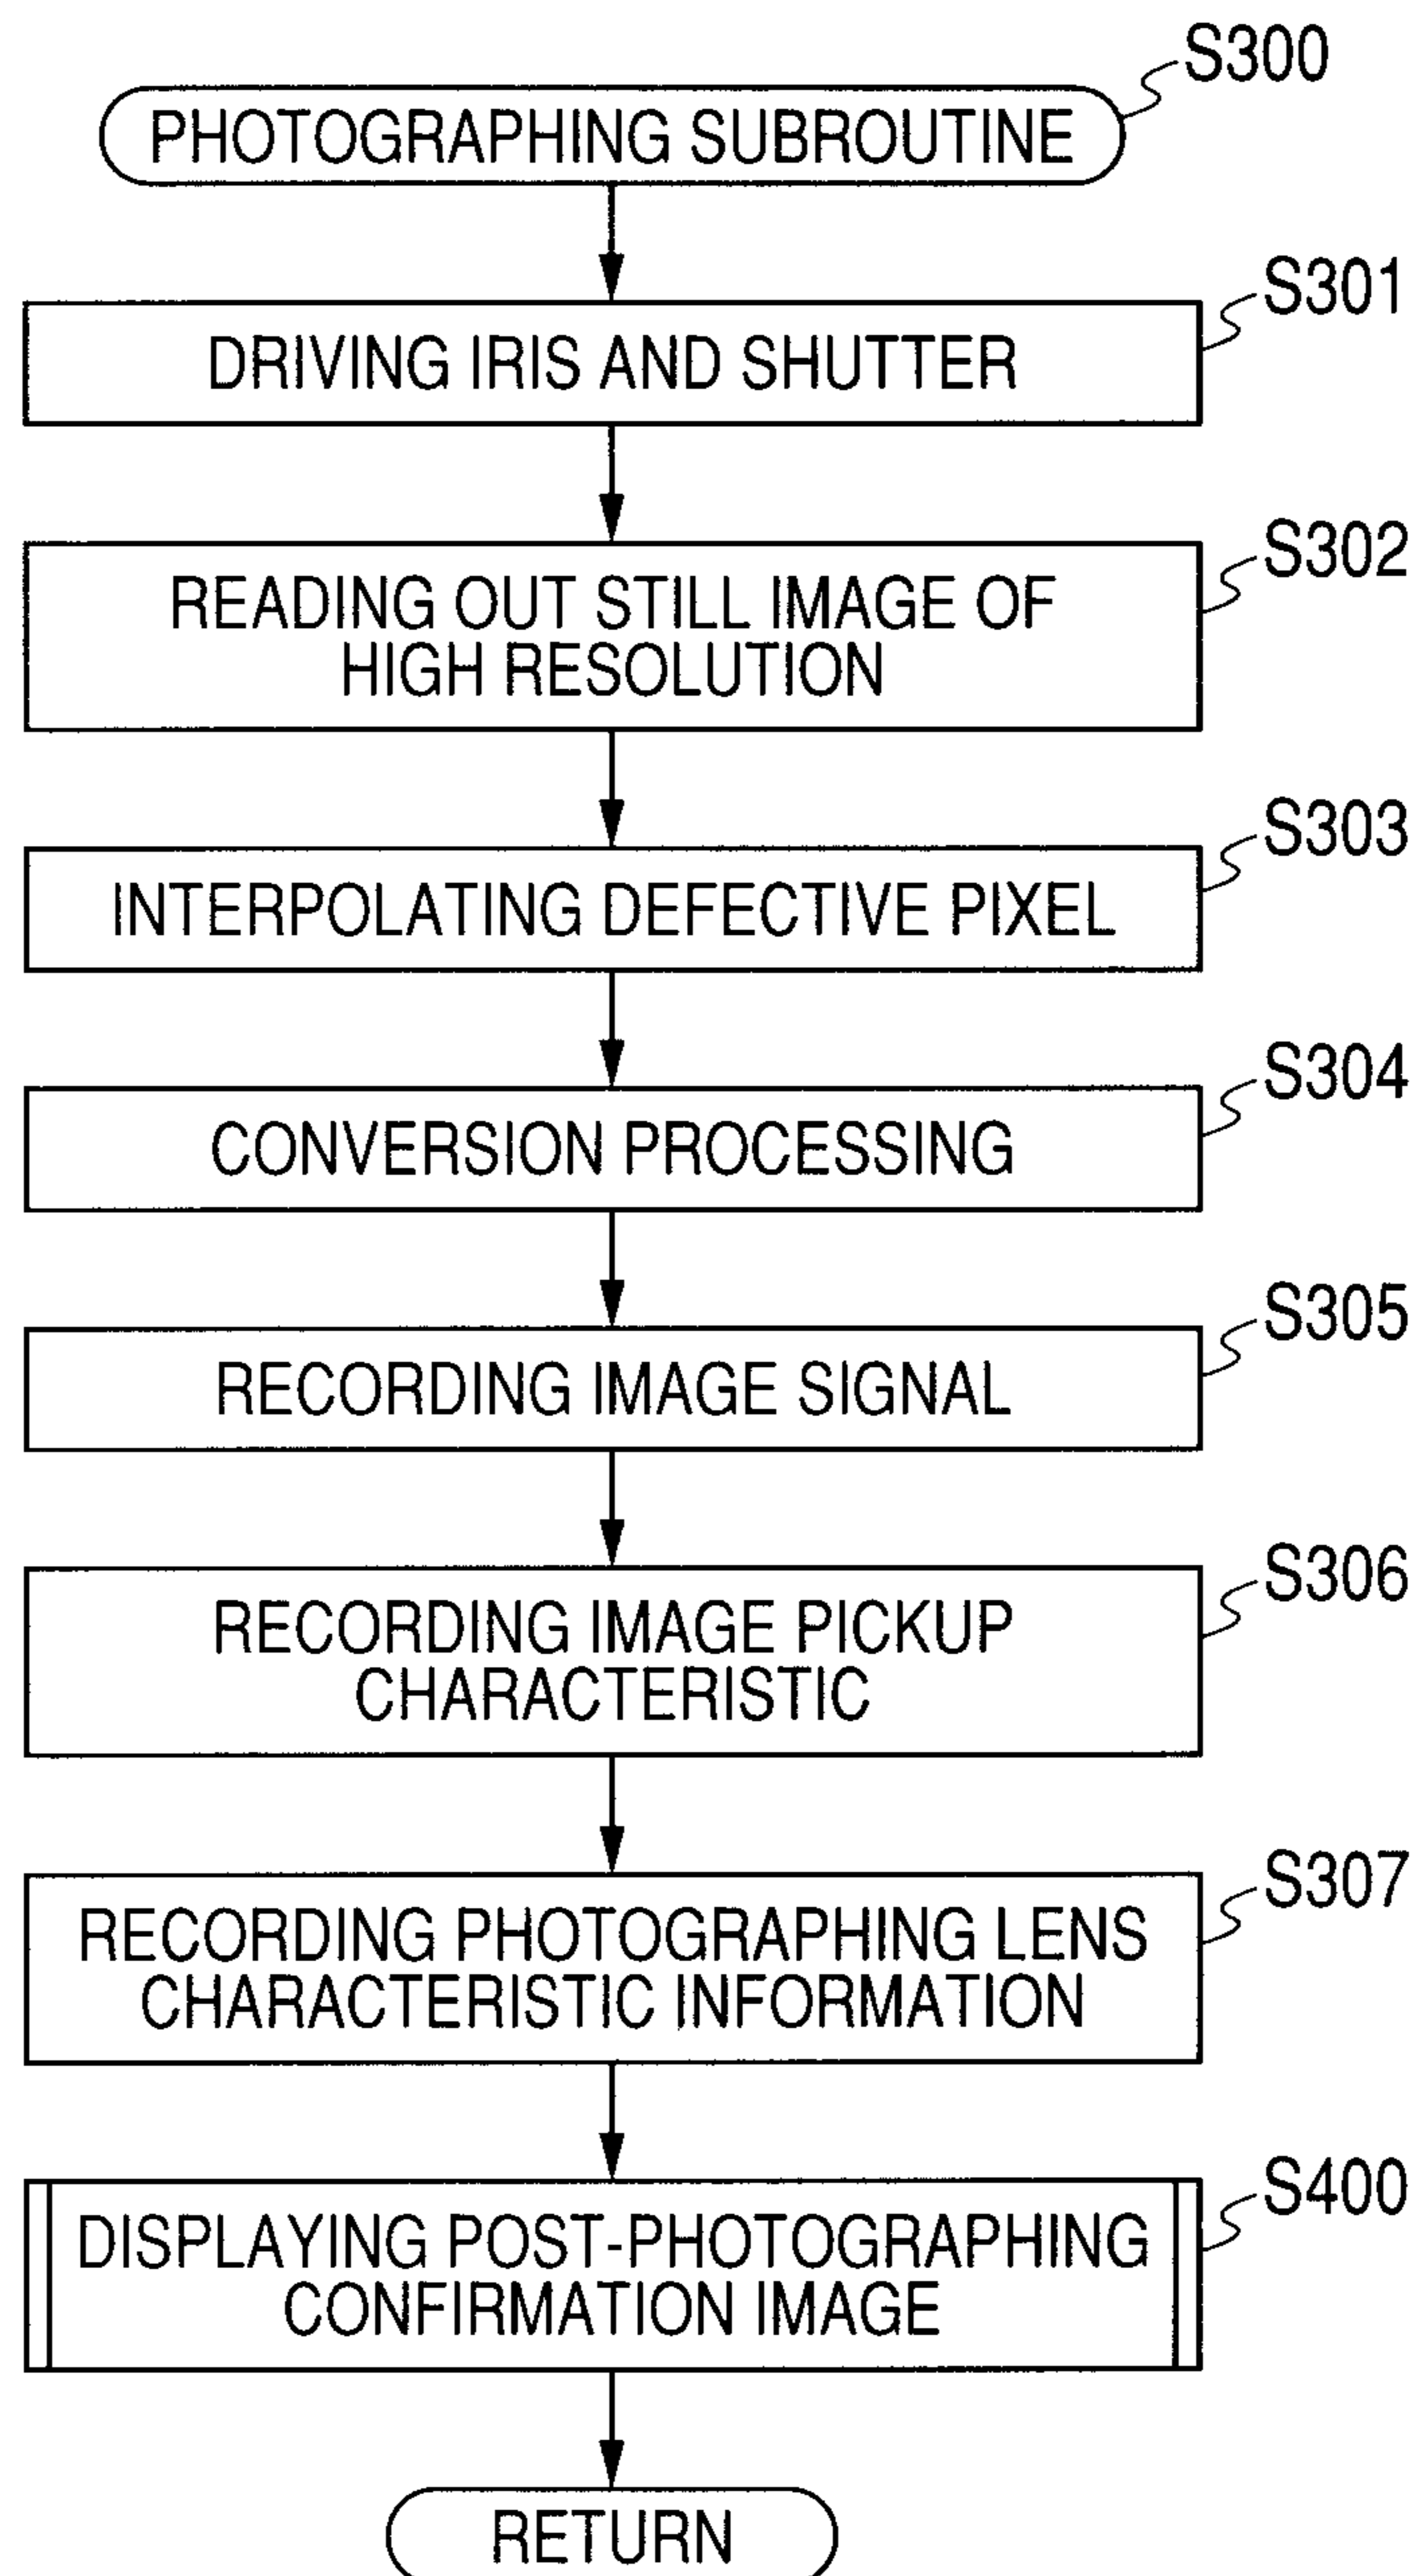 S300
PHOTOGRAPHING SUBROUTINE
S301
DRIVING IRIS AND SHUTTER
S302
READING OUT STILL IMAGE OF
HIGH RESOLUTION
S303
INTERPOLATING DEFECTIVE PIXEL
S304
CONVERSION PROCESSING
S305
RECORDING IMAGE SIGNAL
S306
RECORDING IMAGE PICKUP
CHARACTERISTIC
S307
RECORDING PHOTOGRAPHING LENS
CHARACTERISTIC INFORMATION
S400
DISPLAYING POST-PHOTOGRAPHING
CONFIRMATION IMAGE
RETURN